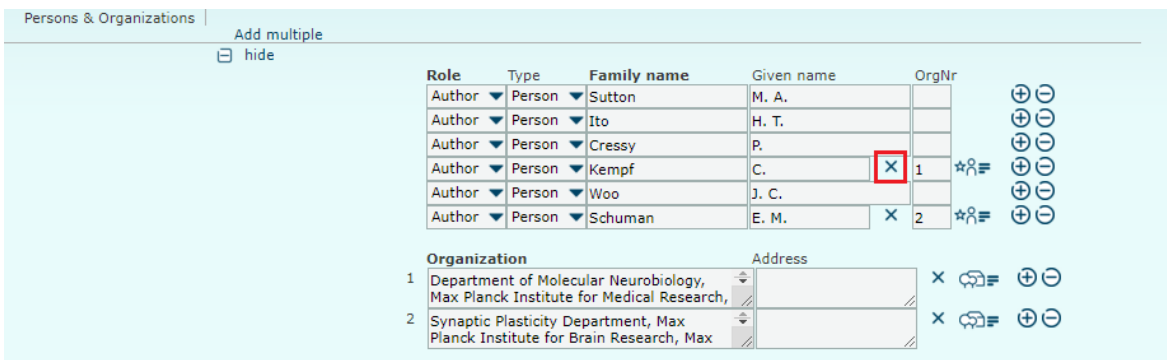 Persons & Organizations
Add multiple
hide
Role Type Family name Given name OrgNr
Author Person Sutton M. A.
Author Person Ito H. T.
Author Person Cressy P.
Author Person Kempf C. 1
Author Person Woo J. C.
Author Person Schuman E. M. 2
Organization Address
1 Department of Molecular Neurobiology,
Max Planck Institute for Medical Research,
2 Synaptic Plasticity Department, Max
Planck Institute for Brain Research, Max